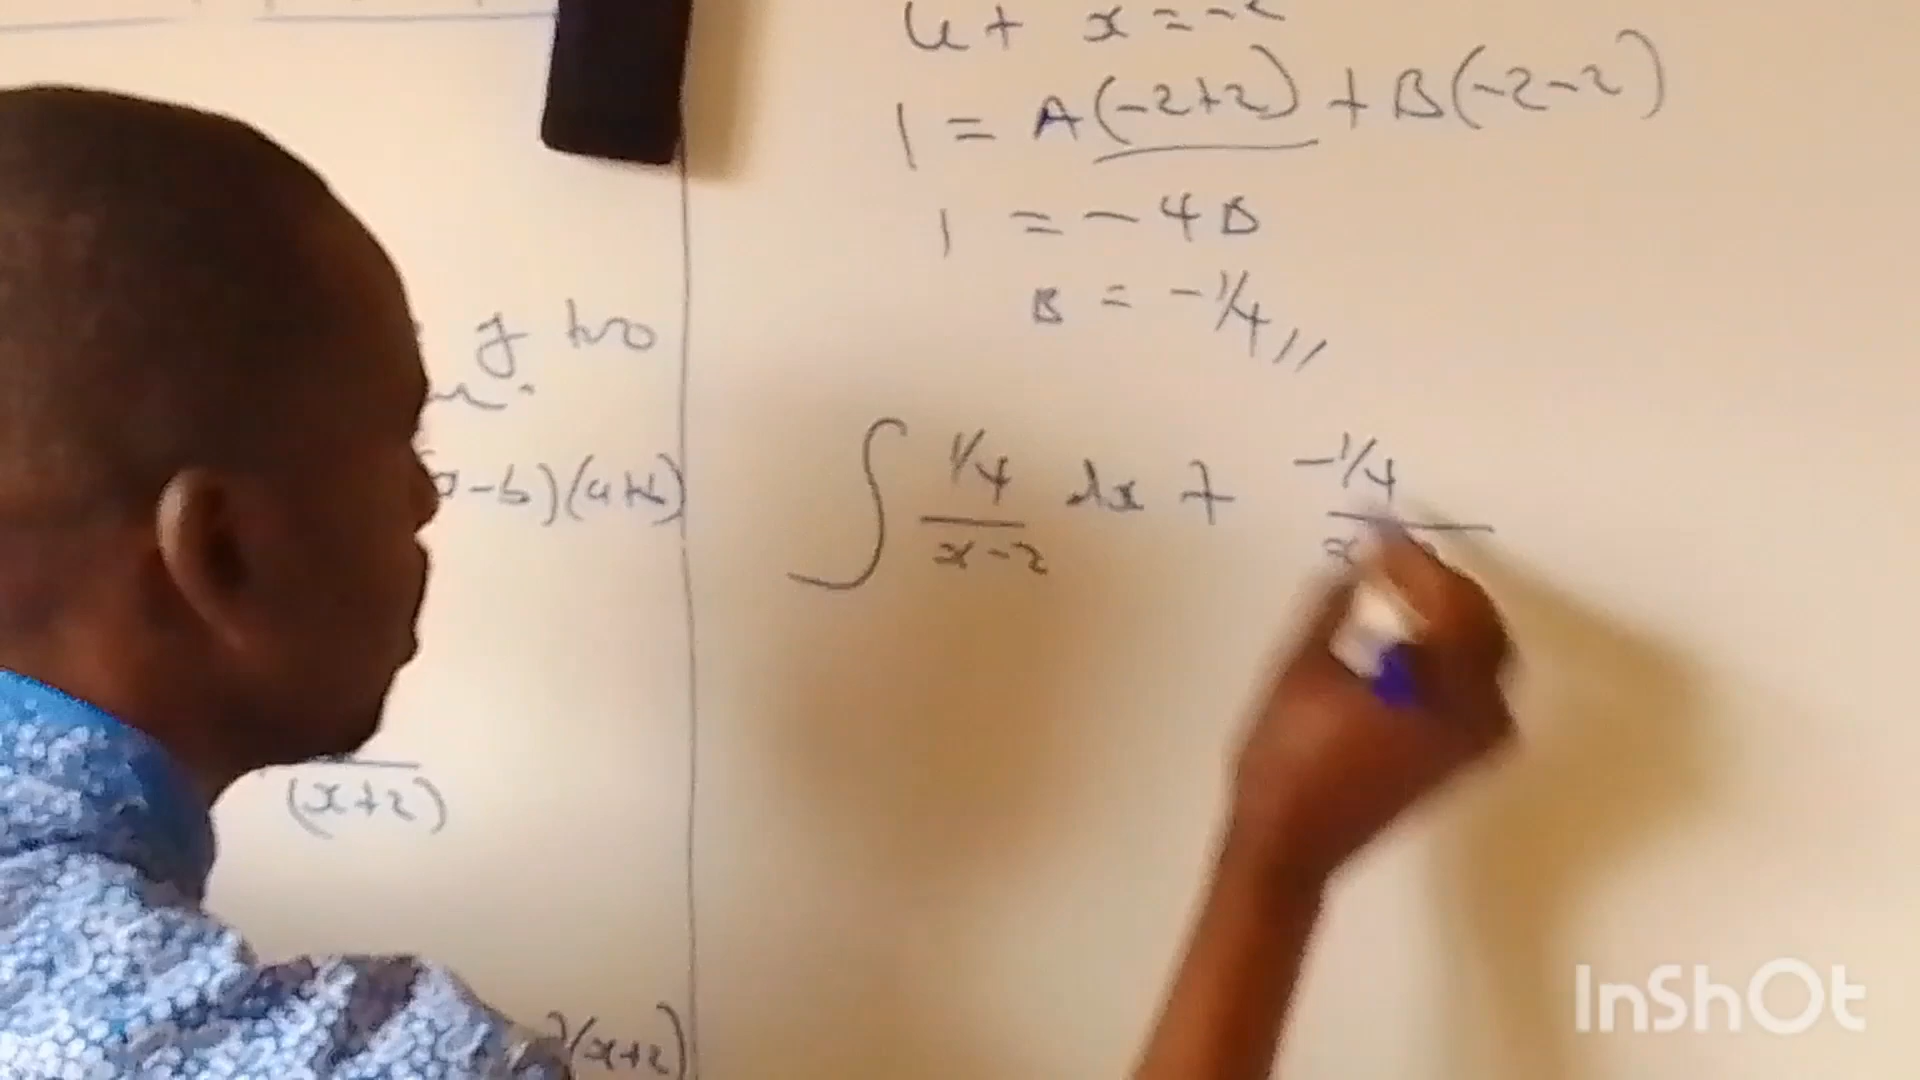 y two
-b)(a+b)
(x+2)
)(x+2)
Let x = -2
1 = A(-2+2) + B(-2-2)
1 = -4B
B = -1/4,,
∫ 1/4 / x-2 dx + -1/4 / x
InShOt